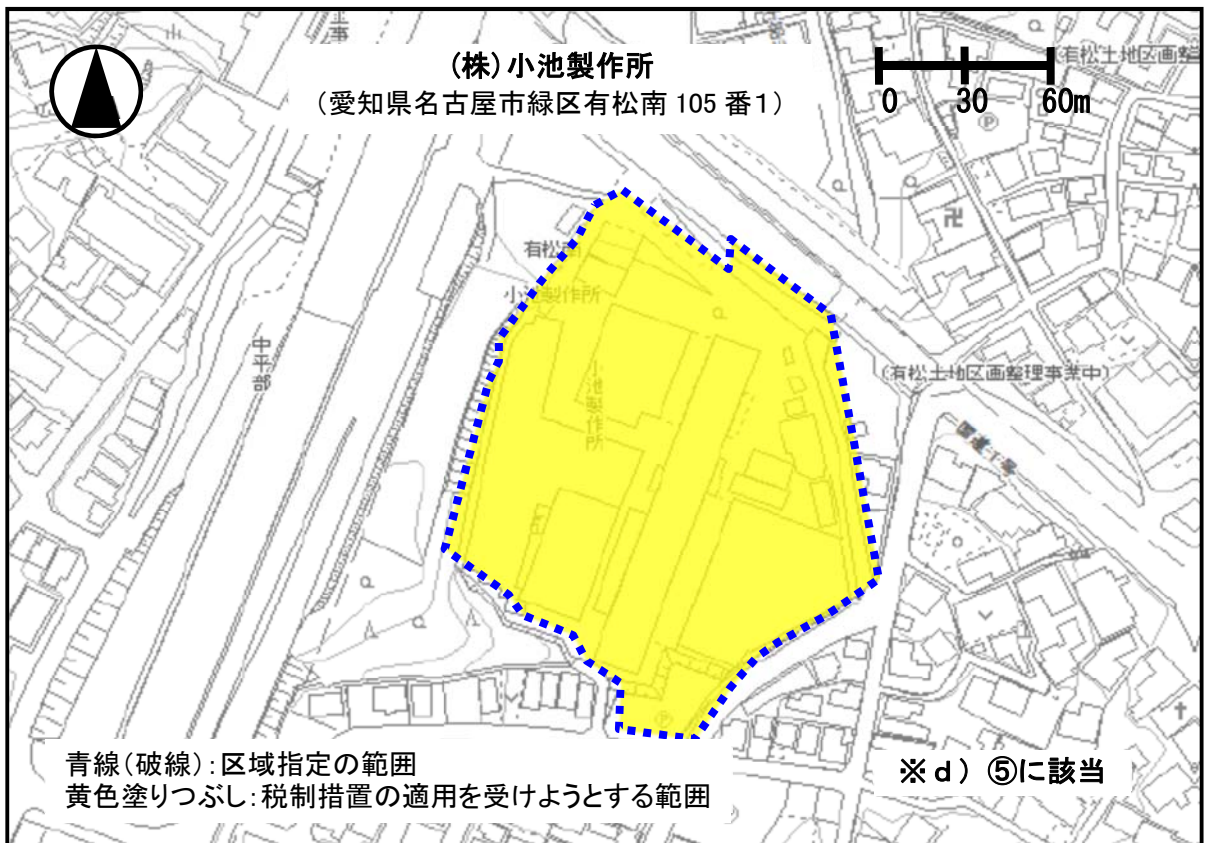 (株)小池製作所
(愛知県名古屋市緑区有松南 105 番1)
0 30 60m
(有松土地区画整
有松南
小池製作所
小池製作所
中平部
(有松土地区画整理事業中)
国道1号
青線(破線):区域指定の範囲
黄色塗りつぶし:税制措置の適用を受けようとする範囲
※d) ⑤に該当